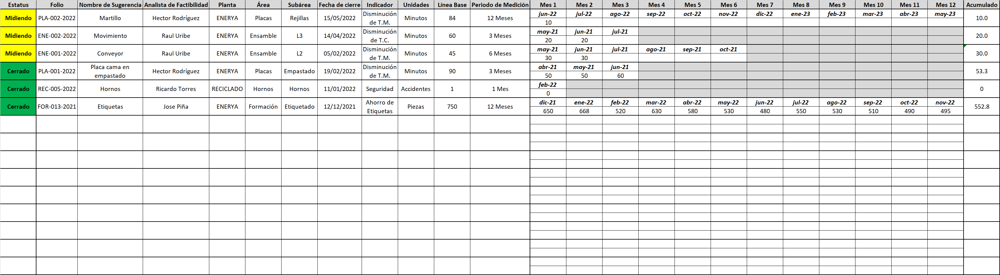 Estatus Folio Nombre de Sugerencia Analista de Factibilidad Planta Área Subárea Fecha de cierre Indicador Unidades Línea Base Periodo de Medición Mes 1 Mes 2 Mes 3 Mes 4 Mes 5 Mes 6 Mes 7 Mes 8 Mes 9 Mes 10 Mes 11 Mes 12 Acumulado
Midiendo PLA-002-2022 Martillo Hector Rodríguez ENERYA Placas Rejillas 15/05/2022 Disminución de T.M. Minutos 84 12 Meses jun-22 jul-22 ago-22 sep-22 oct-22 nov-22 dic-22 ene-23 feb-23 mar-23 abr-23 may-23 10.0
10
Midiendo ENE-002-2022 Movimiento Raul Uribe ENERYA Ensamble L3 14/04/2022 Disminución de T.C. Minutos 60 3 Meses may-21 jun-21 jul-21 20.0
20 20
Midiendo ENE-001-2022 Conveyor Raul Uribe ENERYA Ensamble L2 05/02/2022 Disminución de T.M. Minutos 45 6 Meses may-21 jun-21 jul-21 ago-21 sep-21 oct-21 30.0
30 30
Cerrado PLA-001-2022 Placa cama en empastado Hector Rodríguez ENERYA Placas Empastado 19/02/2022 Disminución de T.M. Minutos 90 3 Meses abr-21 may-21 jun-21 53.3
50 50 60
Cerrado REC-005-2022 Hornos Ricardo Torres RECICLADO Hornos Hornos 11/01/2022 Seguridad Accidentes 1 1 Mes feb-22 0
0
Cerrado FOR-013-2021 Etiquetas Jose Piña ENERYA Formación Etiquetado 12/12/2021 Ahorro de Etiquetas Piezas 750 12 Meses dic-21 ene-22 feb-22 mar-22 abr-22 may-22 jun-22 jul-22 ago-22 sep-22 oct-22 nov-22 552.8
650 668 520 630 580 530 480 550 530 510 490 495